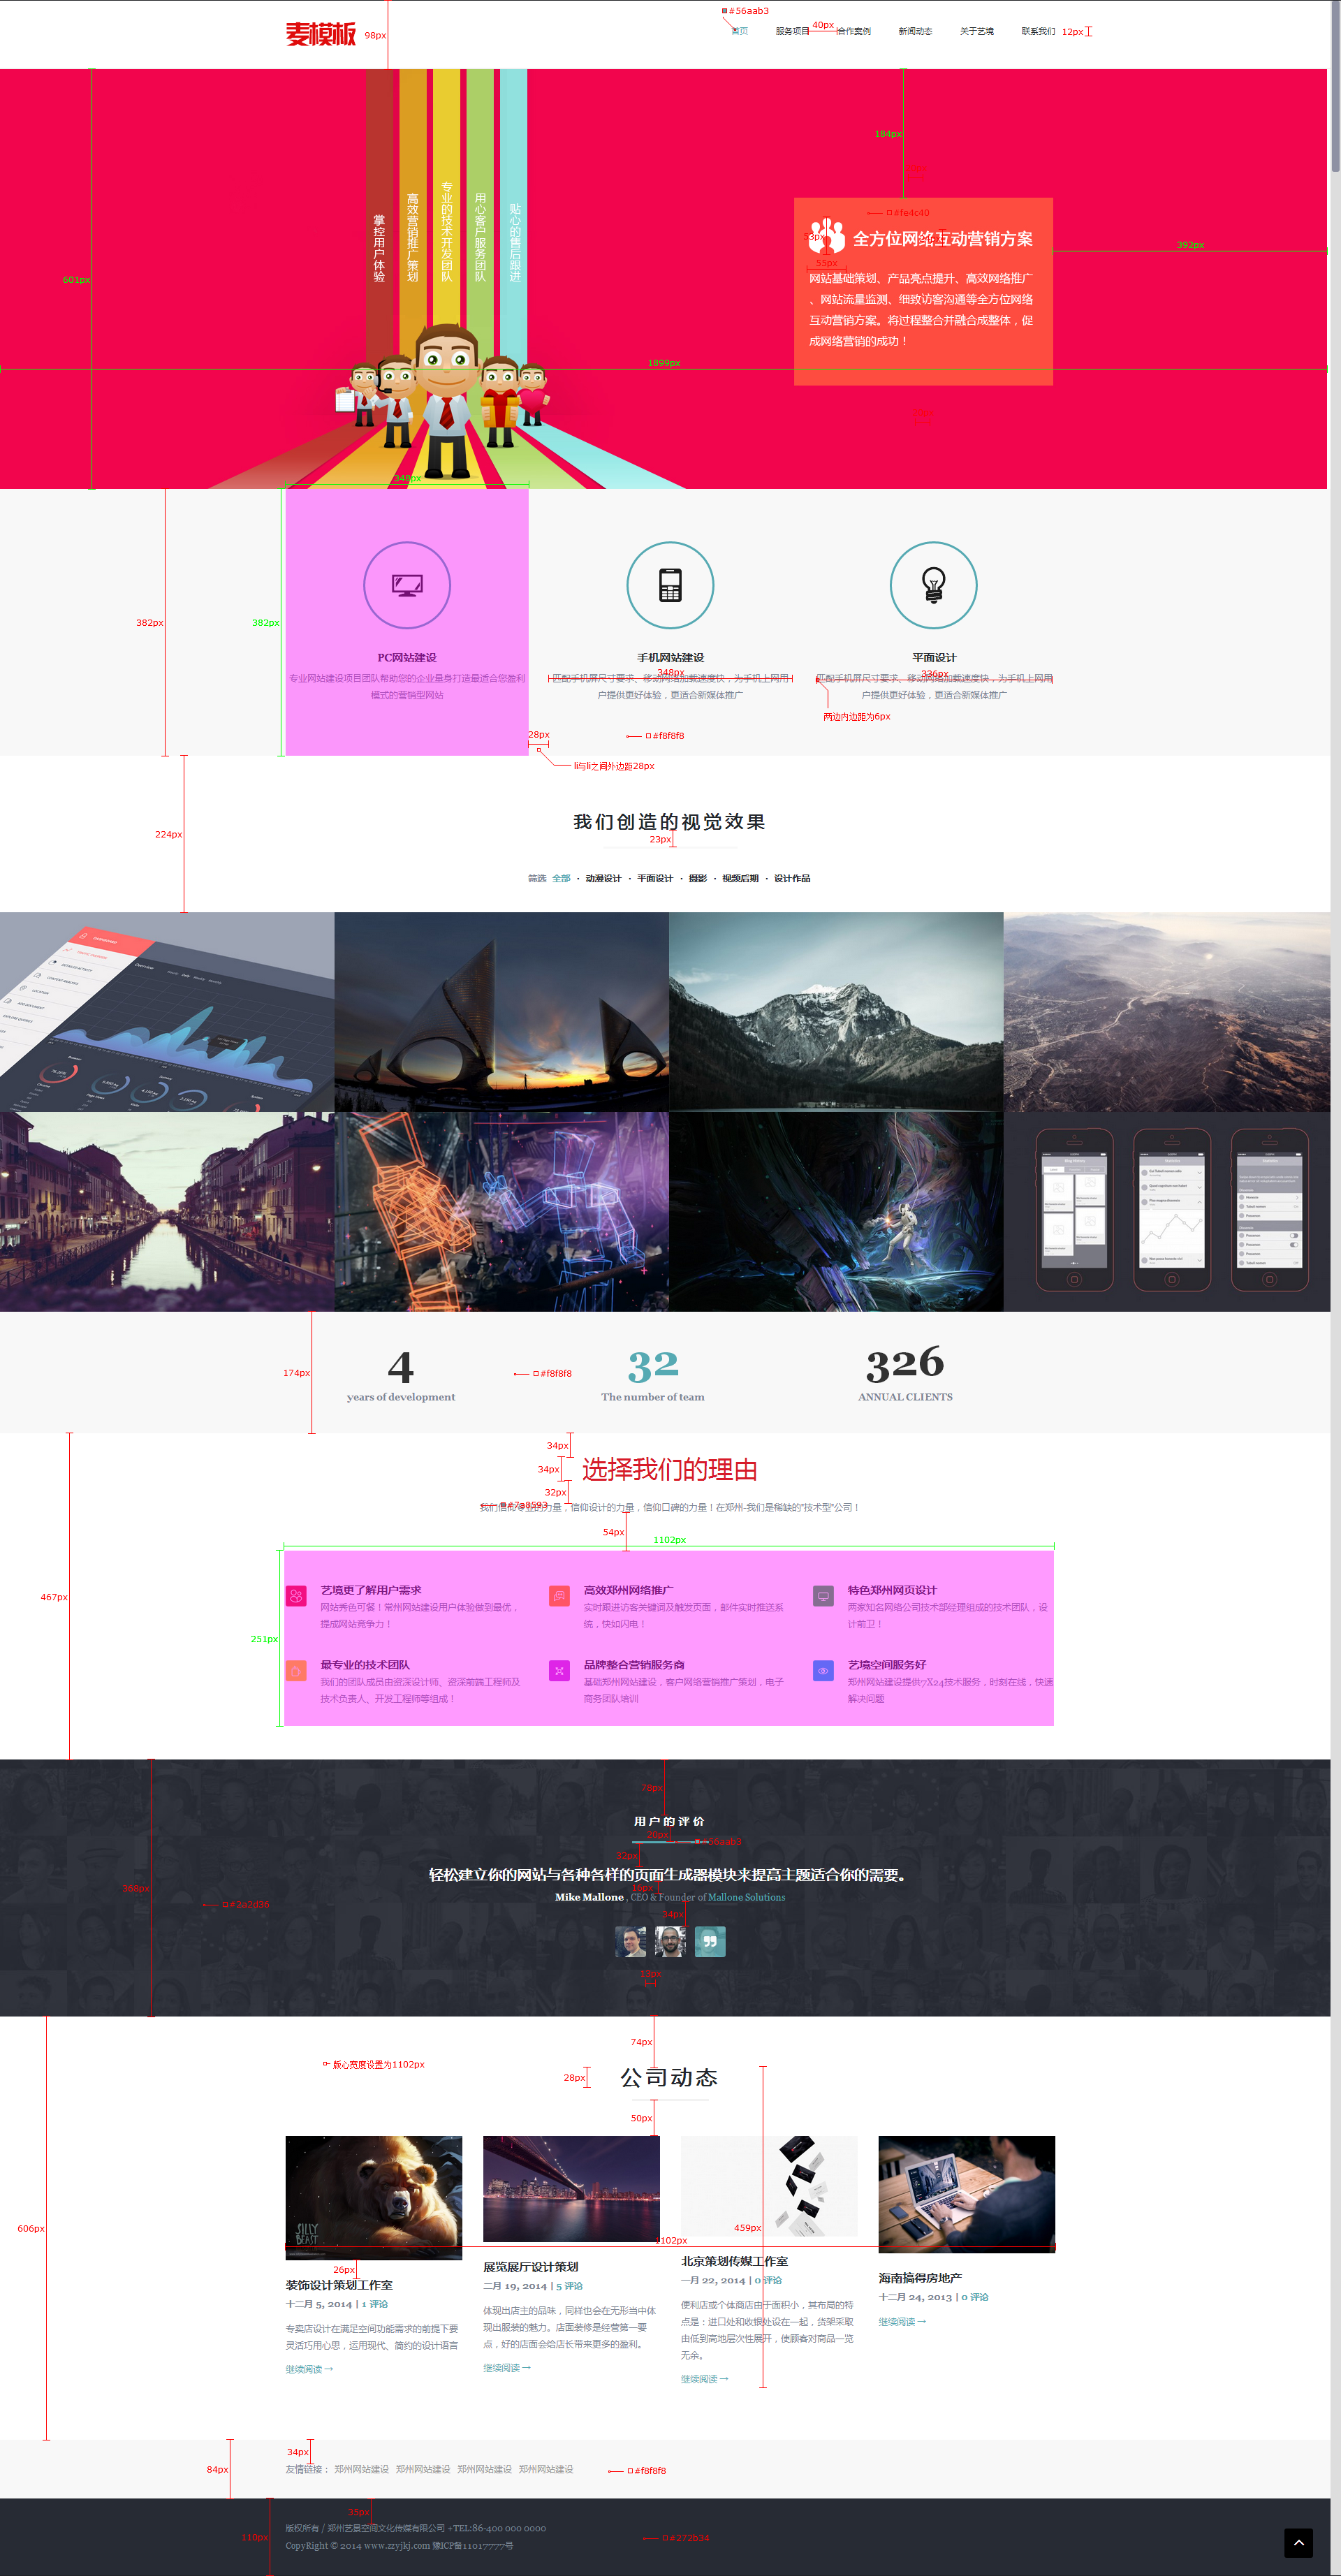 麦模板
98px
#56aab3
首页 服务项目 合作案例 新闻动态 关于艺境 联系我们
40px
12px
184px
#fe4c40
掌控用户体验
高效营销推广策划
专业的技术开发团队
用心客户服务团队
贴心的售后跟进
53px
全方位网络互动营销方案
55px
392px
网站基础策划、产品亮点提升、高效网络推广
、网站流量监测、细致访客沟通等全方位网络
互动营销方案。将过程整合并融合成整体，促
成网络营销的成功！
601px
1899px
348px
382px
382px
PC网站建设
专业网站建设项目团队帮助您的企业量身打造最适合您盈利
模式的营销型网站
手机网站建设
348px
匹配手机屏尺寸要求、移动网络加载速度快，为手机上网用
户提供更好体验，更适合新媒体推广
平面设计
336px
匹配手机屏尺寸要求、移动网络加载速度快，为手机上网用
户提供更好体验，更适合新媒体推广
两边内边距为6px
28px
#f8f8f8
li与li之间外边距28px
224px
我们创造的视觉效果
23px
筛选 全部 · 动漫设计 · 平面设计 · 摄影 · 视频后期 · 设计作品
174px
4
years of development
#f8f8f8
32
The number of team
326
ANNUAL CLIENTS
34px
34px
选择我们的理由
32px
#7a8593
我们信仰专业的力量，信仰设计的力量，信仰口碑的力量！在郑州-我们是稀缺的"技术型"公司！
54px
1102px
467px
251px
艺境更了解用户需求
网站秀色可餐！常州网站建设用户体验做到最优，
提成网站竞争力！
高效郑州网络推广
实时跟进访客关键词及触发页面，邮件实时推送系
统，快如闪电！
特色郑州网页设计
两家知名网络公司技术部经理组成的技术团队，设
计前卫！
最专业的技术团队
我们的团队成员由资深设计师、资深前端工程师及
技术负责人、开发工程师等组成！
品牌整合营销服务商
基础郑州网站建设，客户网络营销推广策划，电子
商务团队培训
艺境空间服务好
郑州网站建设提供7X24技术服务，时刻在线，快速
解决问题
78px
用户的评价
20px
#56aab3
32px
368px
轻松建立你的网站与各种各样的页面生成器模块来提高主题适合你的需要。
16px
Mike Mallone , CEO & Founder of Mallone Solutions
#2a2d36
34px
15px
74px
版心宽度设置为1102px
28px
公司动态
50px
606px
459px
1102px
SILLY
BEAST
26px
装饰设计策划工作室
十二月 5, 2014 | 1 评论
专卖店设计在满足空间功能需求的前提下要
灵活巧用心思，运用现代、简约的设计语言
继续阅读 →
展览展厅设计策划
二月 19, 2014 | 5 评论
体现出店主的品味，同样也会在无形当中体
现出服装的魅力。店面装修是经营第一要
点，好的店面会给店长带来更多的盈利。
继续阅读 →
北京策划传媒工作室
一月 22, 2014 | 0 评论
便利店或个体商店由于面积小，其布局的特
点是：进口处和收银处设在一起，货架采取
由低到高地层次性展开，使顾客对商品一览
无余。
继续阅读 →
海南搞得房地产
十二月 24, 2013 | 0 评论
继续阅读 →
34px
84px
友情链接： 郑州网站建设 郑州网站建设 郑州网站建设 郑州网站建设
#f8f8f8
35px
110px
版权所有 / 郑州艺景空间文化传媒有限公司 +TEL:86-400 000 0000
CopyRight © 2014 www.zzyjkj.com 豫ICP备11017777号
#272b34